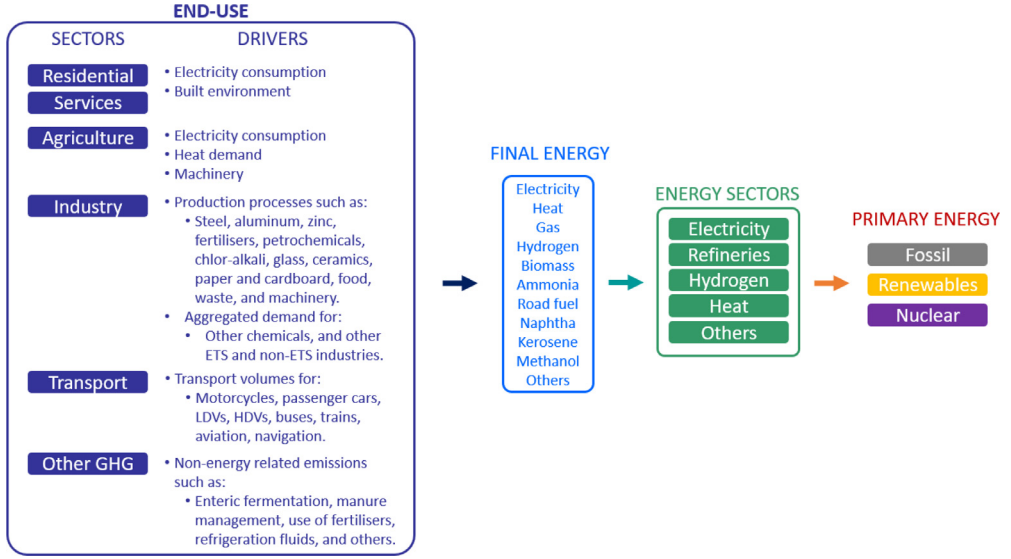 END-USE
SECTORS
DRIVERS
Residential
Services
• Electricity consumption
• Built environment
Agriculture
• Electricity consumption
• Heat demand
• Machinery
Industry
• Production processes such as:
• Steel, aluminum, zinc,
fertilisers, petrochemicals,
chlor-alkali, glass, ceramics,
paper and cardboard, food,
waste, and machinery.
• Aggregated demand for:
• Other chemicals, and other
ETS and non-ETS industries.
Transport
• Transport volumes for:
• Motorcycles, passenger cars,
LDVs, HDVs, buses, trains,
aviation, navigation.
Other GHG
• Non-energy related emissions
such as:
• Enteric fermentation, manure
management, use of fertilisers,
refrigeration fluids, and others.
FINAL ENERGY
Electricity
Heat
Gas
Hydrogen
Biomass
Ammonia
Road fuel
Naphtha
Kerosene
Methanol
Others
ENERGY SECTORS
Electricity
Refineries
Hydrogen
Heat
Others
PRIMARY ENERGY
Fossil
Renewables
Nuclear